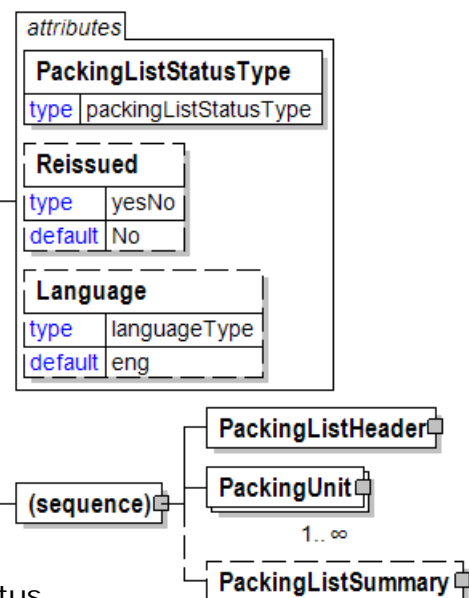 attributes
PackingListStatusType
type packingListStatusType
Reissued
type yesNo
default No
Language
type languageType
default eng
PackingListHeader
(sequence)
PackingUnit
1.. ∞
PackingListSummary